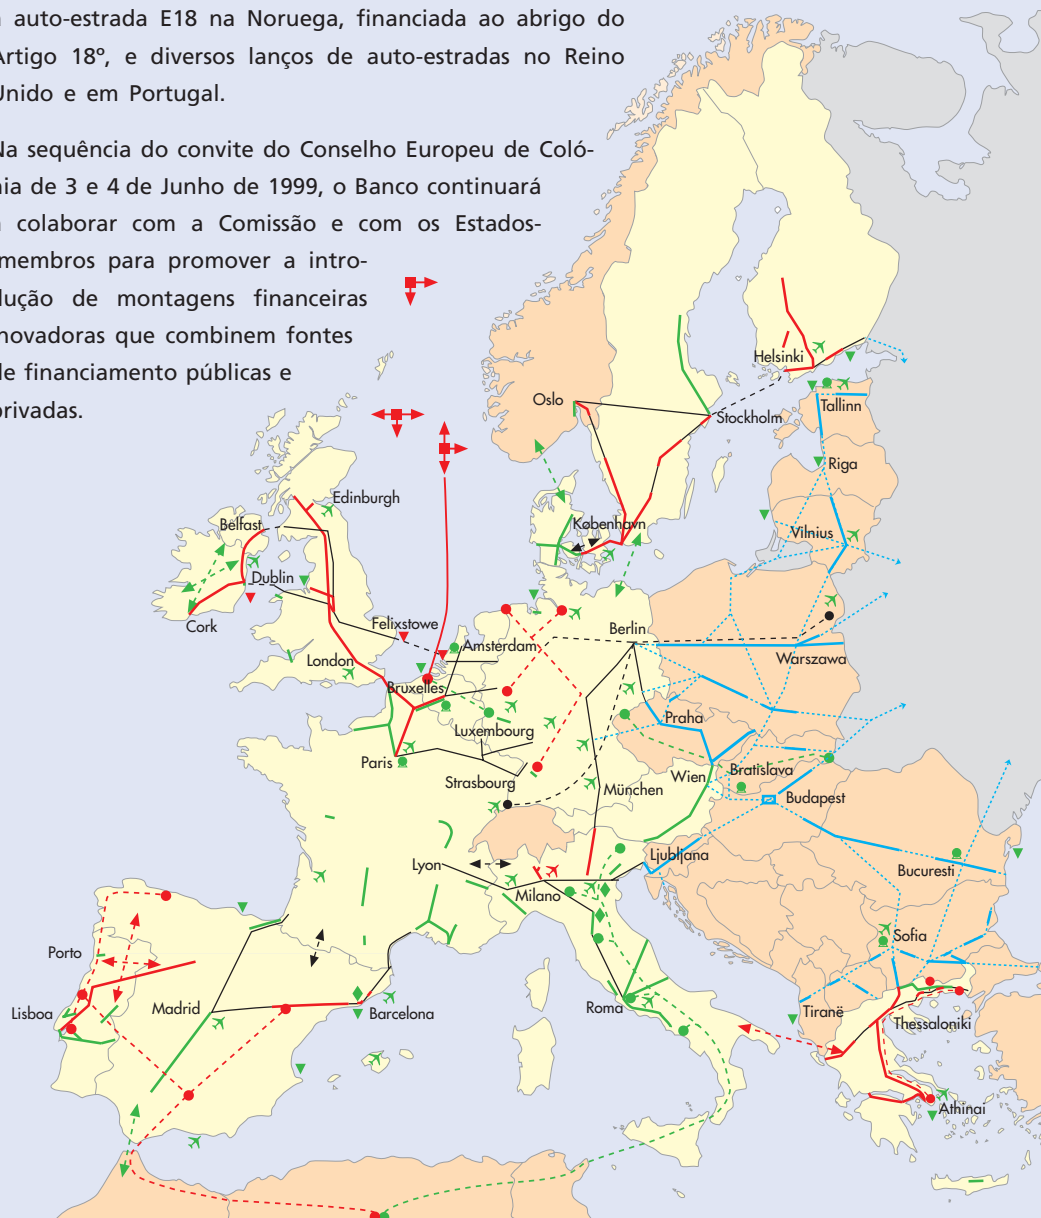 auto-estrada E18 na Noruega, financiada ao abrigo do
Artigo 18º, e diversos lanços de auto-estradas no Reino
Unido e em Portugal.
Na sequência do convite do Conselho Europeu de Coló-
nia de 3 e 4 de Junho de 1999, o Banco continuará
a colaborar com a Comissão e com os Estados-
membros para promover a intro-
dução de montagens financeiras
inovadoras que combinem fontes
de financiamento públicas e
privadas.
Helsinki
Oslo
Tallinn
Stockholm
Riga
Edinburgh
Belfast
København
Vilnius
Dublin
Cork
Felixstowe
Berlin
Amsterdam
Warszawa
London
Bruxelles
Praha
Luxembourg
Paris
Strasbourg
Wien
Bratislava
München
Budapest
Ljubljana
Lyon
Bucuresti
Milano
Sofia
Porto
Lisboa
Madrid
Barcelona
Roma
Tiranë
Thessaloniki
Athinai